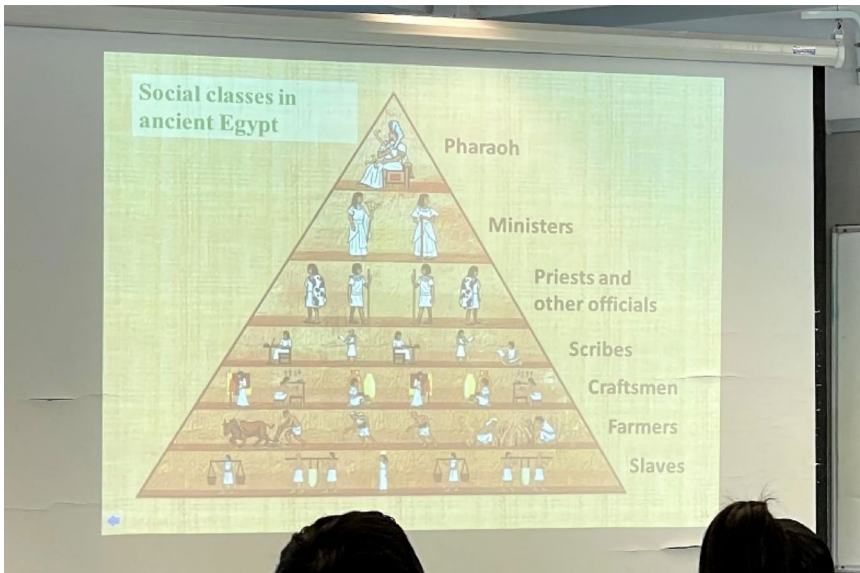 Social classes in
ancient Egypt
Pharaoh
Ministers
Priests and
other officials
Scribes
Craftsmen
Farmers
Slaves